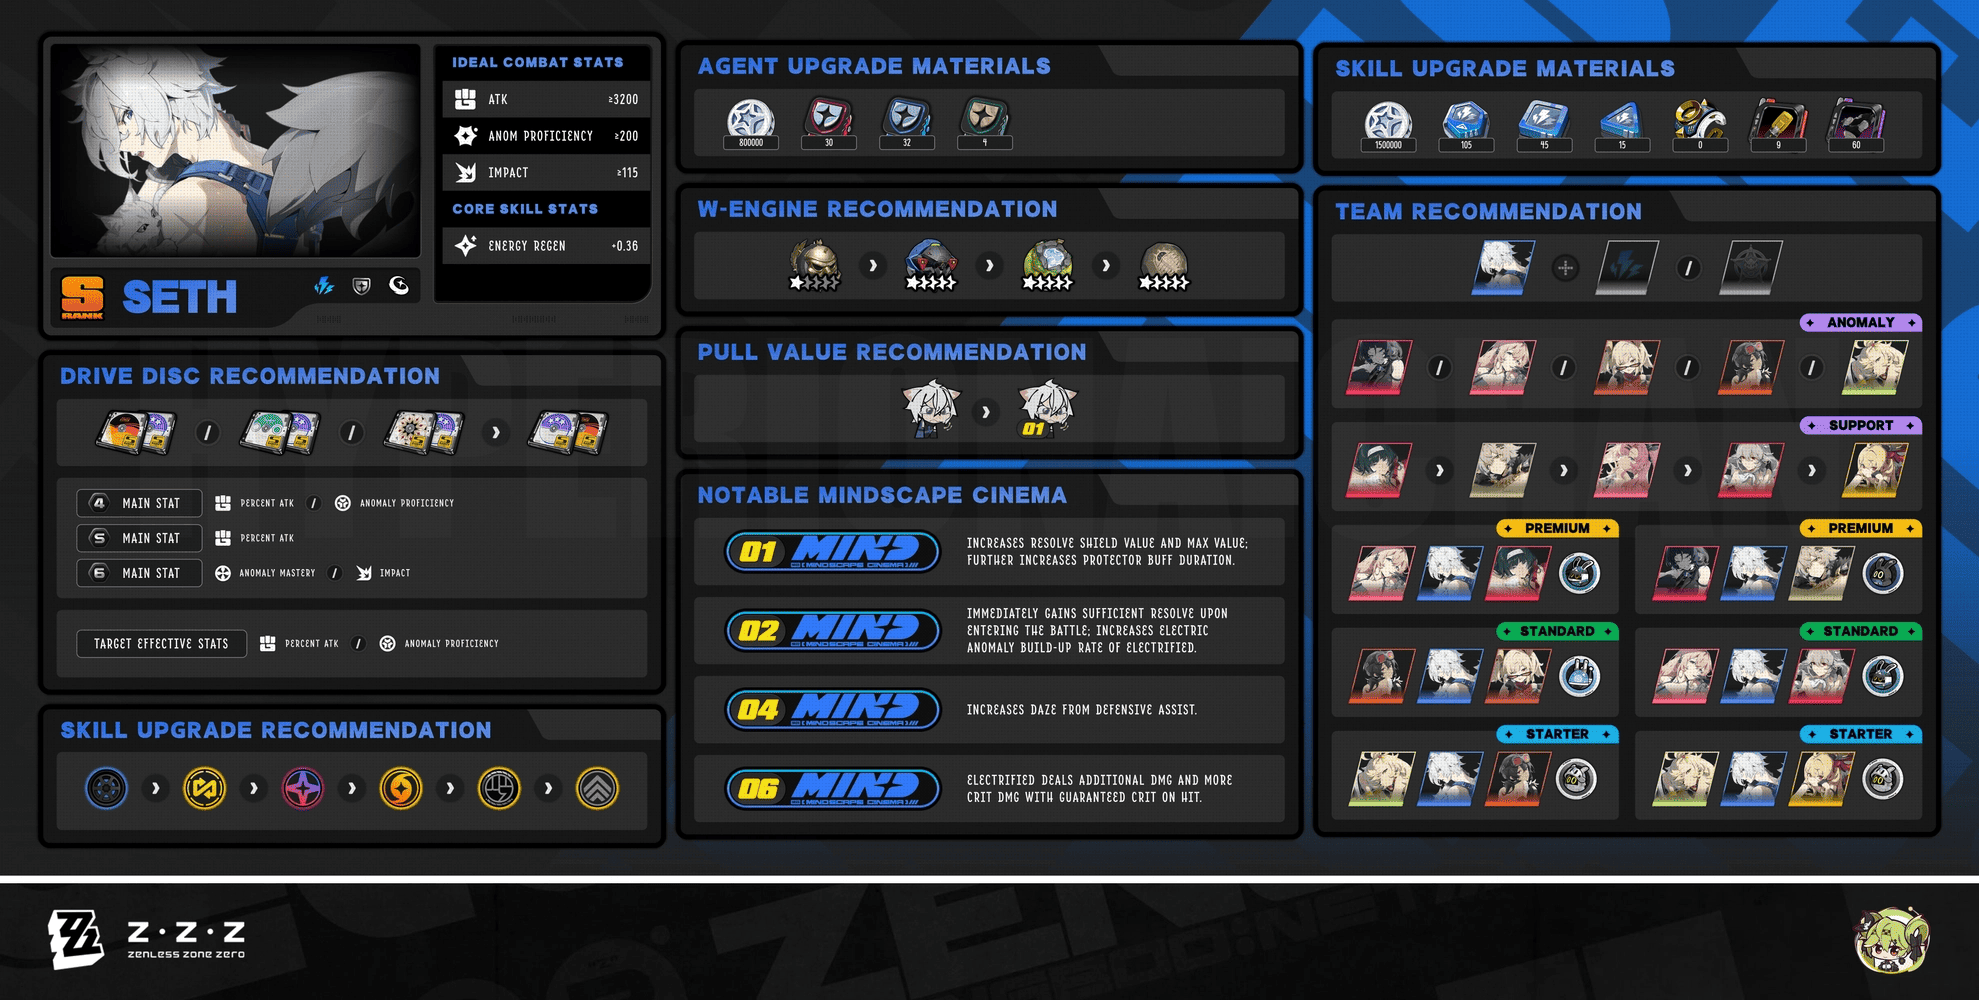 IDEAL COMBAT STATS
ATK ≥3200
ANOM PROFICIENCY ≥200
IMPACT ≥115
CORE SKILL STATS
ENERGY REGEN +0.36
S
RANK
SETH
DRIVE DISC RECOMMENDATION
/ / ›
4 MAIN STAT PERCENT ATK / ANOMALY PROFICIENCY
5 MAIN STAT PERCENT ATK
6 MAIN STAT ANOMALY MASTERY / IMPACT
TARGET EFFECTIVE STATS PERCENT ATK / ANOMALY PROFICIENCY
SKILL UPGRADE RECOMMENDATION
AGENT UPGRADE MATERIALS
800000 30 32 4
W-ENGINE RECOMMENDATION
PULL VALUE RECOMMENDATION
01
NOTABLE MINDSCAPE CINEMA
01 MIND
MINDSCAPE CINEMA
INCREASES RESOLVE SHIELD VALUE AND MAX VALUE;
FURTHER INCREASES PROTECTOR BUFF DURATION.
02 MIND
MINDSCAPE CINEMA
IMMEDIATELY GAINS SUFFICIENT RESOLVE UPON
ENTERING THE BATTLE; INCREASES ELECTRIC
ANOMALY BUILD-UP RATE OF ELECTRIFIED.
04 MIND
MINDSCAPE CINEMA
INCREASES DAZE FROM DEFENSIVE ASSIST.
06 MIND
MINDSCAPE CINEMA
ELECTRIFIED DEALS ADDITIONAL DMG AND MORE
CRIT DMG WITH GUARANTEED CRIT ON HIT.
SKILL UPGRADE MATERIALS
1500000 105 45 15 0 9 60
TEAM RECOMMENDATION
ANOMALY
SUPPORT
PREMIUM PREMIUM
STANDARD STANDARD
STARTER STARTER
Z·Z·Z
ZENLESS ZONE ZERO